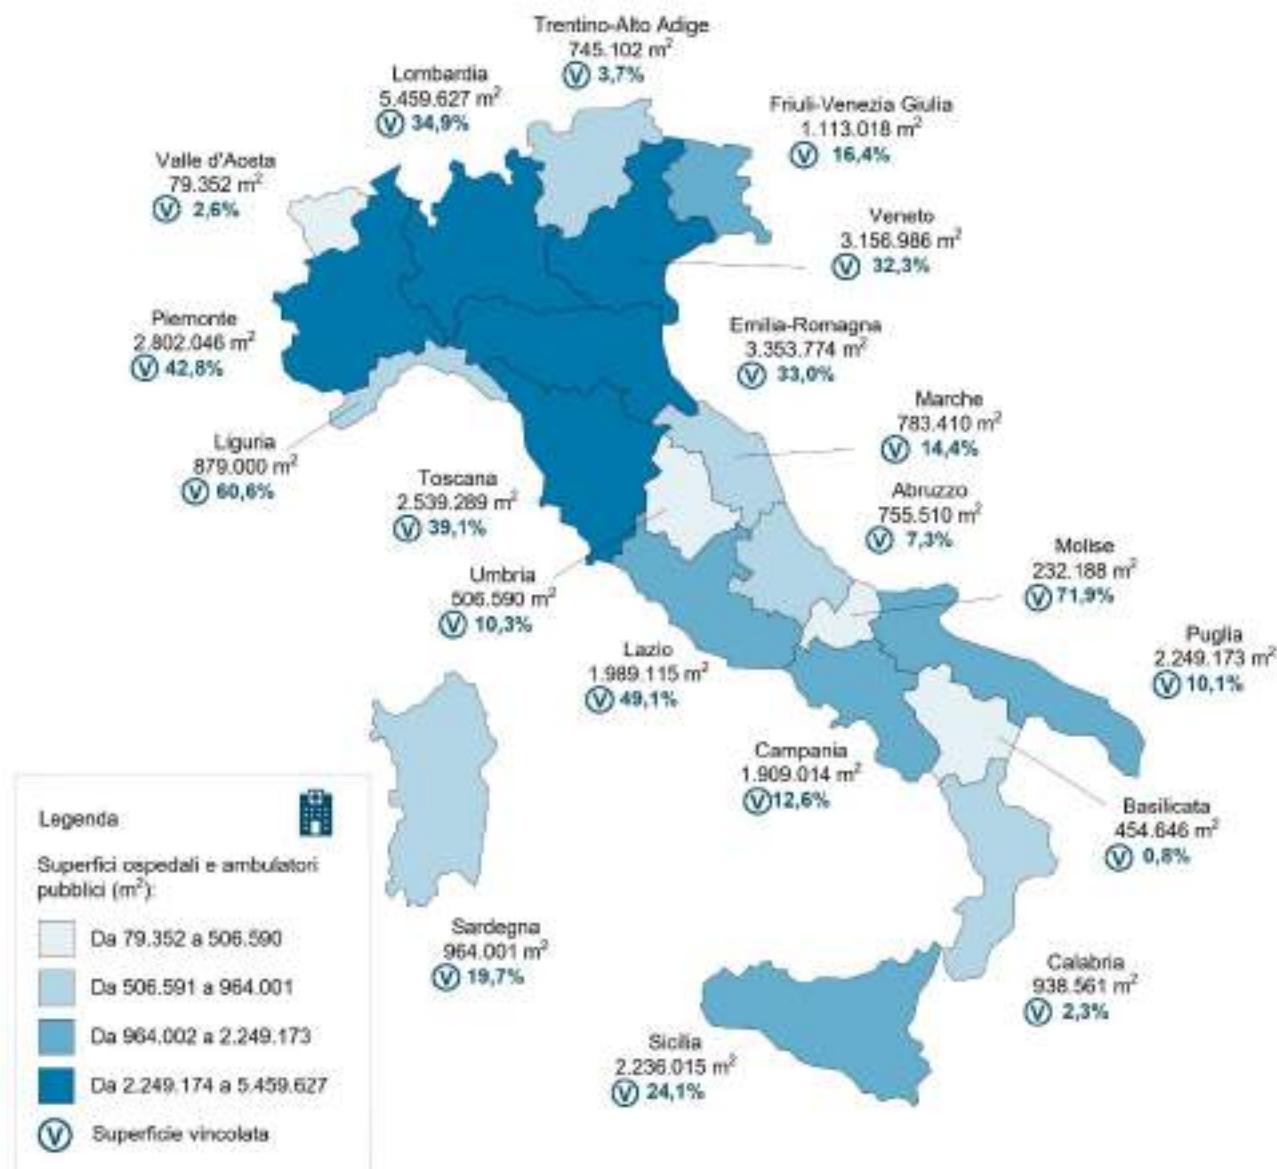 Trentino-Alto Adige
745.102 m²
V 3,7%
Lombardia
5.459.627 m²
V 34,9%
Friuli-Venezia Giulia
1.113.018 m²
V 16,4%
Valle d'Aosta
79.352 m²
V 2,6%
Veneto
3.156.986 m²
V 32,3%
Piemonte
2.802.046 m²
V 42,8%
Emilia-Romagna
3.353.774 m²
V 33,0%
Marche
783.410 m²
V 14,4%
Liguria
879.000 m²
V 60,6%
Toscana
2.539.289 m²
V 39,1%
Abruzzo
755.510 m²
V 7,3%
Molise
232.188 m²
V 71,9%
Umbria
506.590 m²
V 10,3%
Puglia
2.249.173 m²
V 10,1%
Lazio
1.989.115 m²
V 49,1%
Campania
1.909.014 m²
V 12,6%
Basilicata
454.646 m²
V 0,8%
Sardegna
964.001 m²
V 19,7%
Calabria
938.561 m²
V 2,3%
Sicilia
2.236.015 m²
V 24,1%
Legenda
Superfici ospedali e ambulatori
pubblici (m²):
Da 79.352 a 506.590
Da 506.591 a 964.001
Da 964.002 a 2.249.173
Da 2.249.174 a 5.459.627
V Superficie vincolata